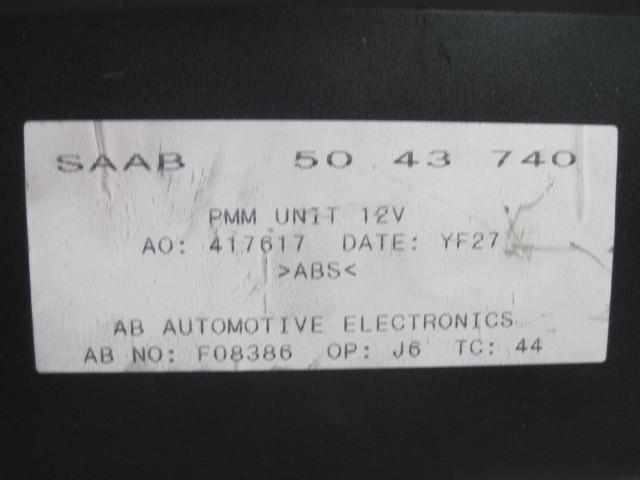 SAAB 50 43 740
PMM UNIT 12V
AO: 417617 DATE: YF27
>ABS<
AB AUTOMOTIVE ELECTRONICS
AB NO: F08386 OP: J6 TC: 44